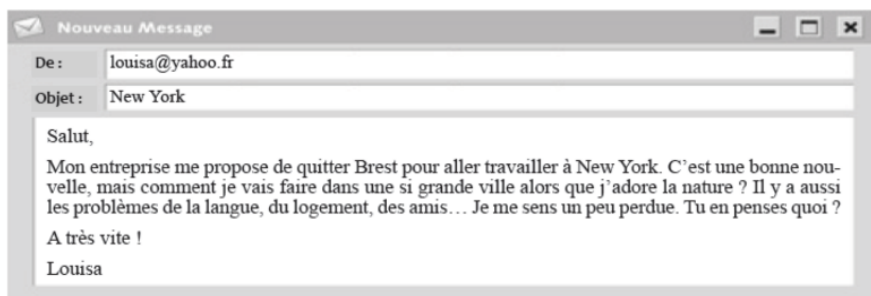 Nouveau Message
De :
louisa@yahoo.fr
Objet :
New York
Salut,
Mon entreprise me propose de quitter Brest pour aller travailler à New York. C'est une bonne nou-
velle, mais comment je vais faire dans une si grande ville alors que j'adore la nature ? Il y a aussi
les problèmes de la langue, du logement, des amis… Je me sens un peu perdue. Tu en penses quoi ?
A très vite !
Louisa